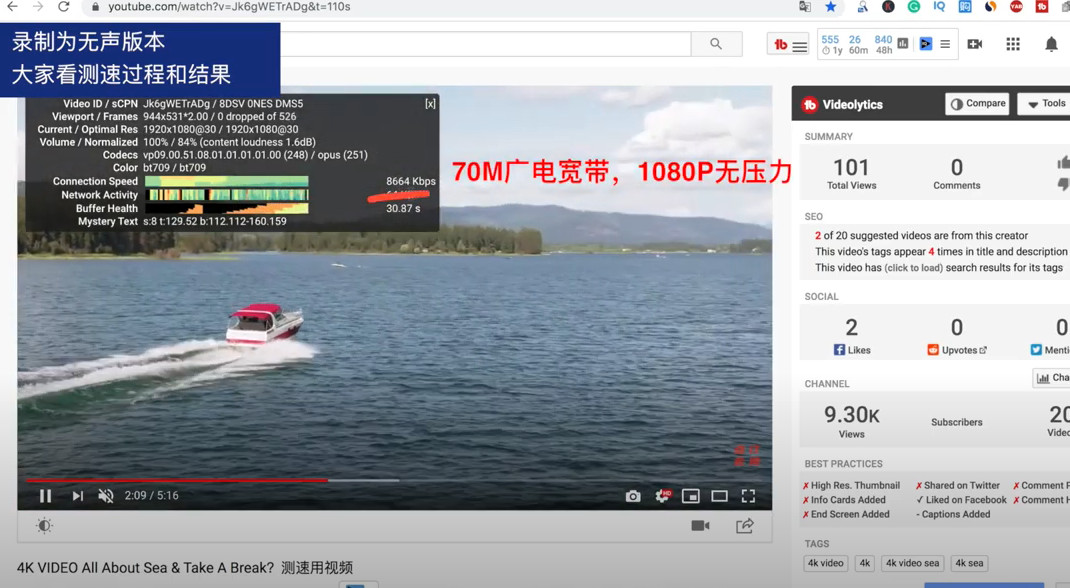 youtube.com/watch?v=Jk6gWETrADg&t=110s
录制为无声版本
大家看测速过程和结果
555 26 840
1y 60m 48h
Video ID / sCPN Jk6gWETrADg / 8DSV 0NES DMS5 [x]
Viewport / Frames 944x531*2.00 / 0 dropped of 526
Current / Optimal Res 1920x1080@30 / 1920x1080@30
Volume / Normalized 100% / 84% (content loudness 1.6dB)
Codecs vp09.00.51.08.01.01.01.01.00 (248) / opus (251)
Color bt709 / bt709
Connection Speed 8664 Kbps
Network Activity
Buffer Health 30.87 s
Mystery Text s:8 t:129.52 b:112.112-160.159
70M广电宽带，1080P无压力
2:09 / 5:16
HD
4K VIDEO All About Sea & Take A Break? 测速用视频
Videolytics Compare Tools
SUMMARY
101 0
Total Views Comments
SEO
2 of 20 suggested videos are from this creator
This video's tags appear 4 times in title and description
This video has (click to load) search results for its tags
SOCIAL
2 0 0
Likes Upvotes
CHANNEL
9.30K
Views Subscribers
BEST PRACTICES
✗ High Res. Thumbnail ✗ Shared on Twitter
✗ Info Cards Added ✓ Liked on Facebook
✗ End Screen Added - Captions Added
TAGS
4k video 4k 4k video sea 4k sea